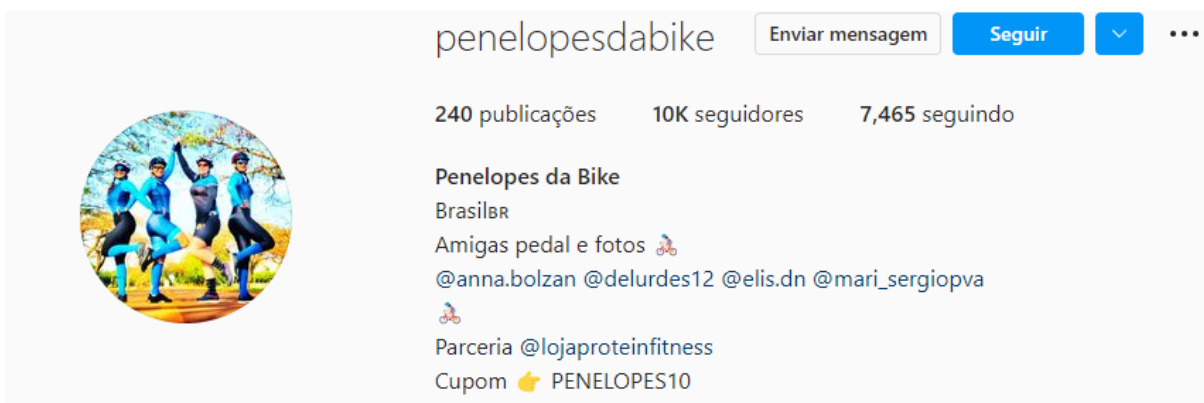 penelopesdabike Enviar mensagem Seguir
240 publicações 10K seguidores 7,465 seguindo
Penelopes da Bike
BrasilBR
Amigas pedal e fotos 🚴🏻‍♀️
@anna.bolzan @delurdes12 @elis.dn @mari_sergiopva
🚴🏻‍♀️
Parceria @lojaproteinfitness
Cupom 👉 PENELOPES10